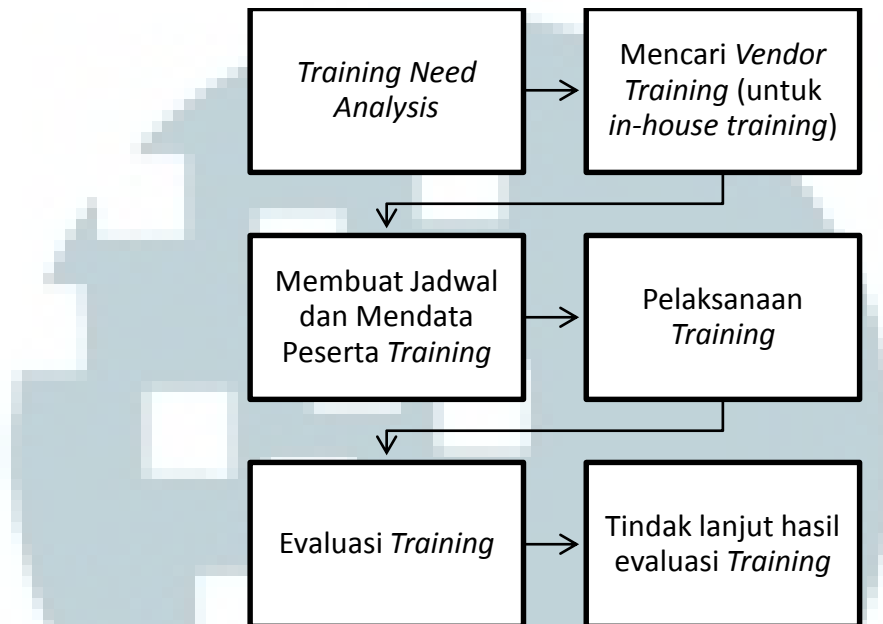 Training Need
Analysis
Mencari Vendor
Training (untuk
in-house training)
Membuat Jadwal
dan Mendata
Peserta Training
Pelaksanaan
Training
Evaluasi Training
Tindak lanjut hasil
evaluasi Training